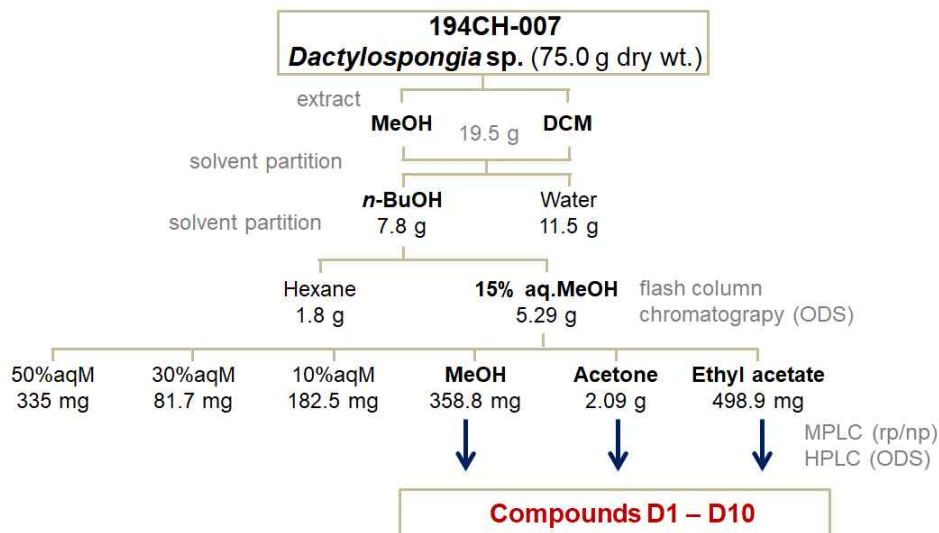 194CH-007
Dactylospongia sp. (75.0 g dry wt.)
extract
MeOH
19.5 g
DCM
solvent partition
n-BuOH
Water
solvent partition
7.8 g
11.5 g
Hexane
15% aq.MeOH
flash column
1.8 g
5.29 g
chromatograpy (ODS)
50%aqM
30%aqM
10%aqM
MeOH
Acetone
Ethyl acetate
335 mg
81.7 mg
182.5 mg
358.8 mg
2.09 g
498.9 mg
MPLC (rp/np)
HPLC (ODS)
Compounds D1 – D10